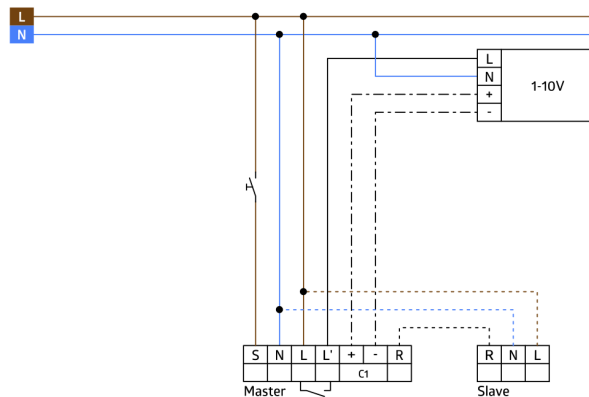 L
N
L
N
+
-
1-10V
S N L L' + - R
C1
Master
R N L
Slave